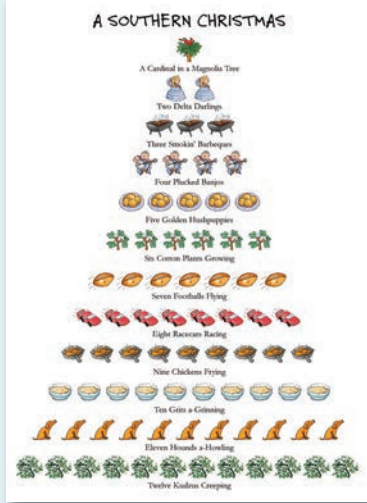 A SOUTHERN CHRISTMAS
A Cardinal in a Magnolia Tree
Two Delta Darlings
Three Smokin' Barbeques
Four Plucked Banjos
Five Golden Hushpuppies
Six Cotton Plants Growing
Seven Footballs Flying
Eight Racecars Racing
Nine Chickens Frying
Ten Grits a-Grinning
Eleven Hounds a-Howling
Twelve Kudzus Creeping